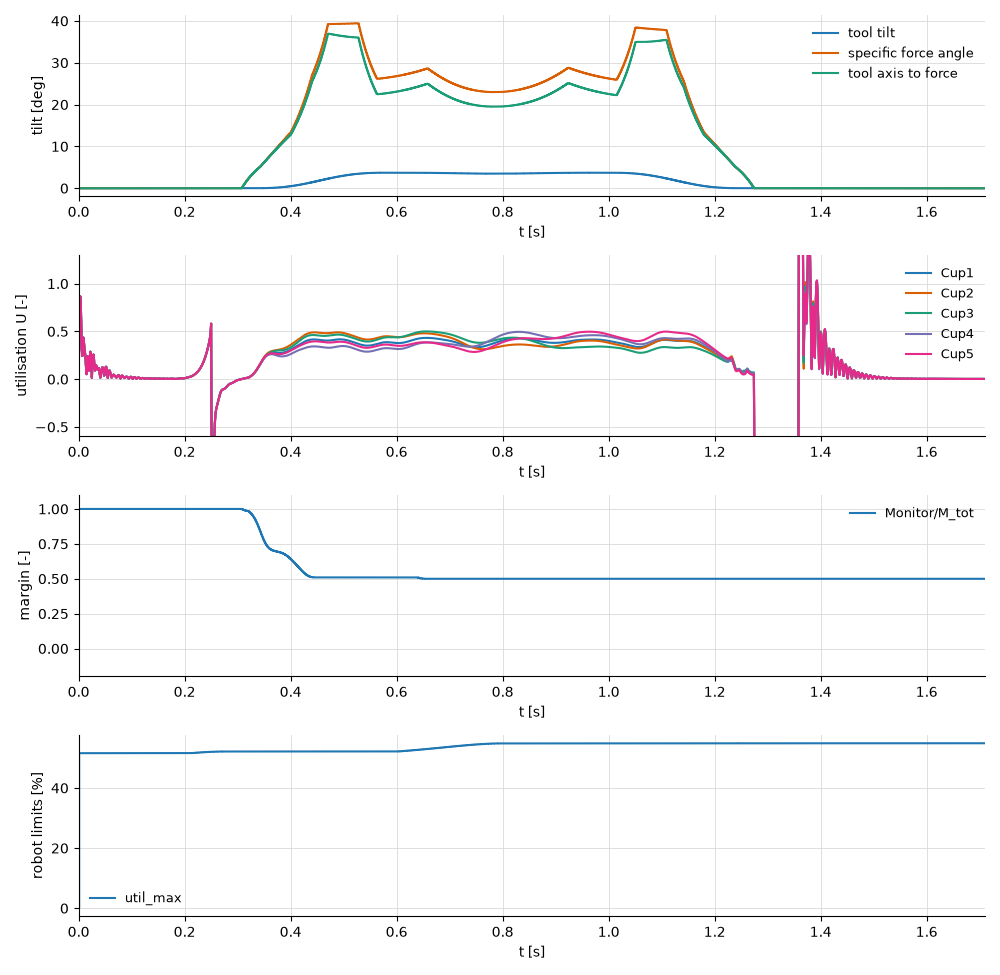 40
30
20
10
0
tilt [deg]
tool tilt
specific force angle
tool axis to force
0.0 0.2 0.4 0.6 0.8 1.0 1.2 1.4 1.6
t [s]
1.0
0.5
0.0
−0.5
utilisation U [-]
Cup1
Cup2
Cup3
Cup4
Cup5
0.0 0.2 0.4 0.6 0.8 1.0 1.2 1.4 1.6
t [s]
1.00
0.75
0.50
0.25
0.00
margin [-]
Monitor/M_tot
0.0 0.2 0.4 0.6 0.8 1.0 1.2 1.4 1.6
t [s]
40
20
0
robot limits [%]
util_max
0.0 0.2 0.4 0.6 0.8 1.0 1.2 1.4 1.6
t [s]